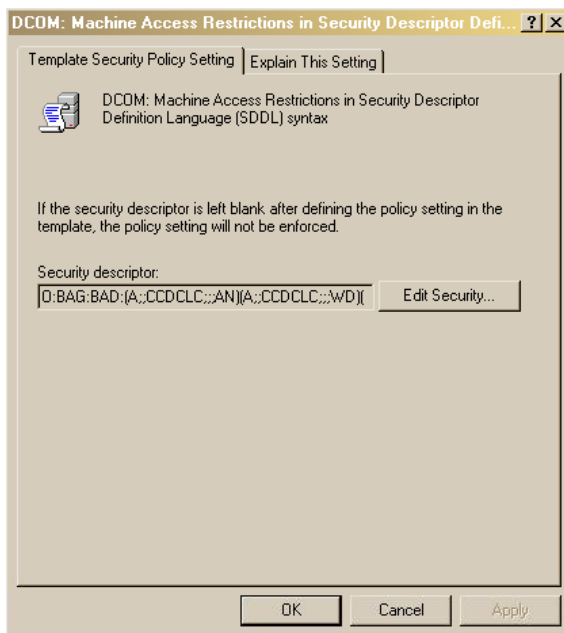 DCOM: Machine Access Restrictions in Security Descriptor Defi... ? X
Template Security Policy Setting Explain This Setting
DCOM: Machine Access Restrictions in Security Descriptor
Definition Language (SDDL) syntax
If the security descriptor is left blank after defining the policy setting in the
template, the policy setting will not be enforced.
Security descriptor:
O:BAG:BAD:(A;;CCDCLC;;;AN)(A;;CCDCLC;;;WD)( Edit Security...
OK Cancel Apply